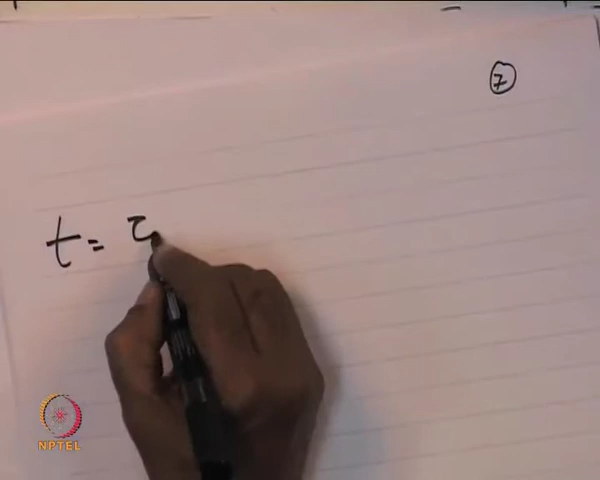 7
t = τ
NPTEL